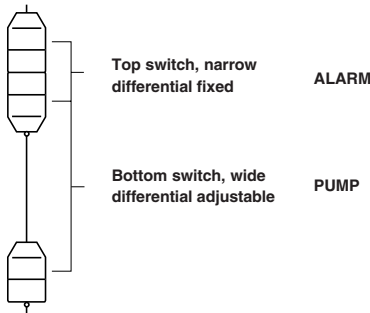 Top switch, narrow
differential fixed
ALARM
Bottom switch, wide
differential adjustable
PUMP